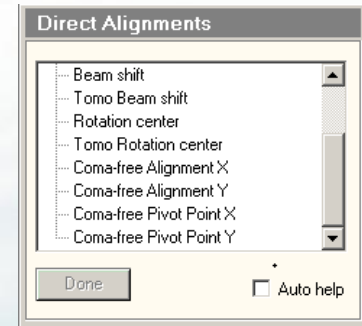 Direct Alignments
Beam shift
Tomo Beam shift
Rotation center
Tomo Rotation center
Coma-free Alignment X
Coma-free Alignment Y
Coma-free Pivot Point X
Coma-free Pivot Point Y
Done
Auto help